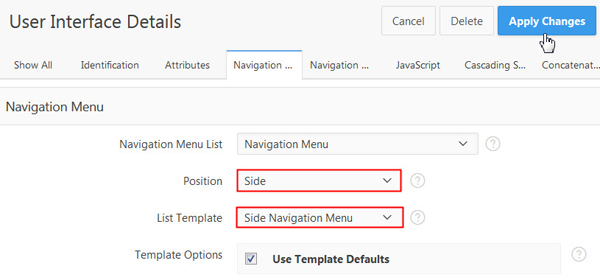 User Interface Details
Cancel Delete Apply Changes
Show All Identification Attributes Navigation ... Navigation ... JavaScript Cascading S... Concatenat...
Navigation Menu
Navigation Menu List Navigation Menu ?
Position Side ?
List Template Side Navigation Menu ?
Template Options Use Template Defaults ?